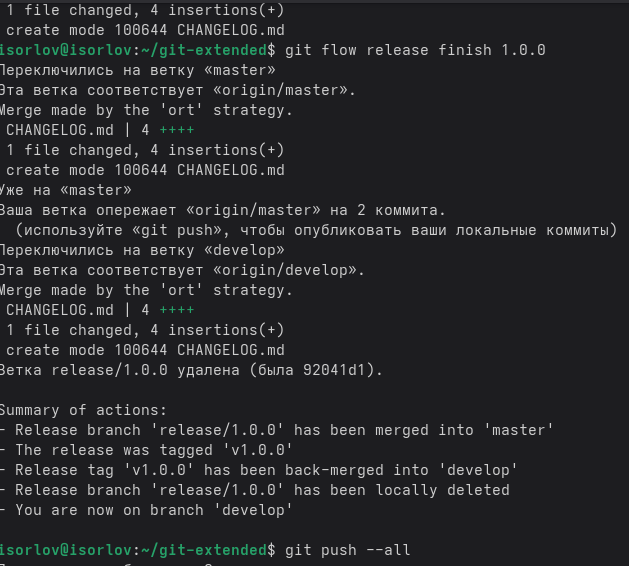 1 file changed, 4 insertions(+)
create mode 100644 CHANGELOG.md
isorlov@isorlov:~/git-extended$ git flow release finish 1.0.0
Переключились на ветку «master»
Эта ветка соответствует «origin/master».
Merge made by the 'ort' strategy.
CHANGELOG.md | 4 ++++
1 file changed, 4 insertions(+)
create mode 100644 CHANGELOG.md
Уже на «master»
Ваша ветка опережает «origin/master» на 2 коммита.
(используйте «git push», чтобы опубликовать ваши локальные коммиты)
Переключились на ветку «develop»
Эта ветка соответствует «origin/develop».
Merge made by the 'ort' strategy.
CHANGELOG.md | 4 ++++
1 file changed, 4 insertions(+)
create mode 100644 CHANGELOG.md
Ветка release/1.0.0 удалена (была 92041d1).
Summary of actions:
- Release branch 'release/1.0.0' has been merged into 'master'
- The release was tagged 'v1.0.0'
- Release tag 'v1.0.0' has been back-merged into 'develop'
- Release branch 'release/1.0.0' has been locally deleted
- You are now on branch 'develop'
isorlov@isorlov:~/git-extended$ git push --all